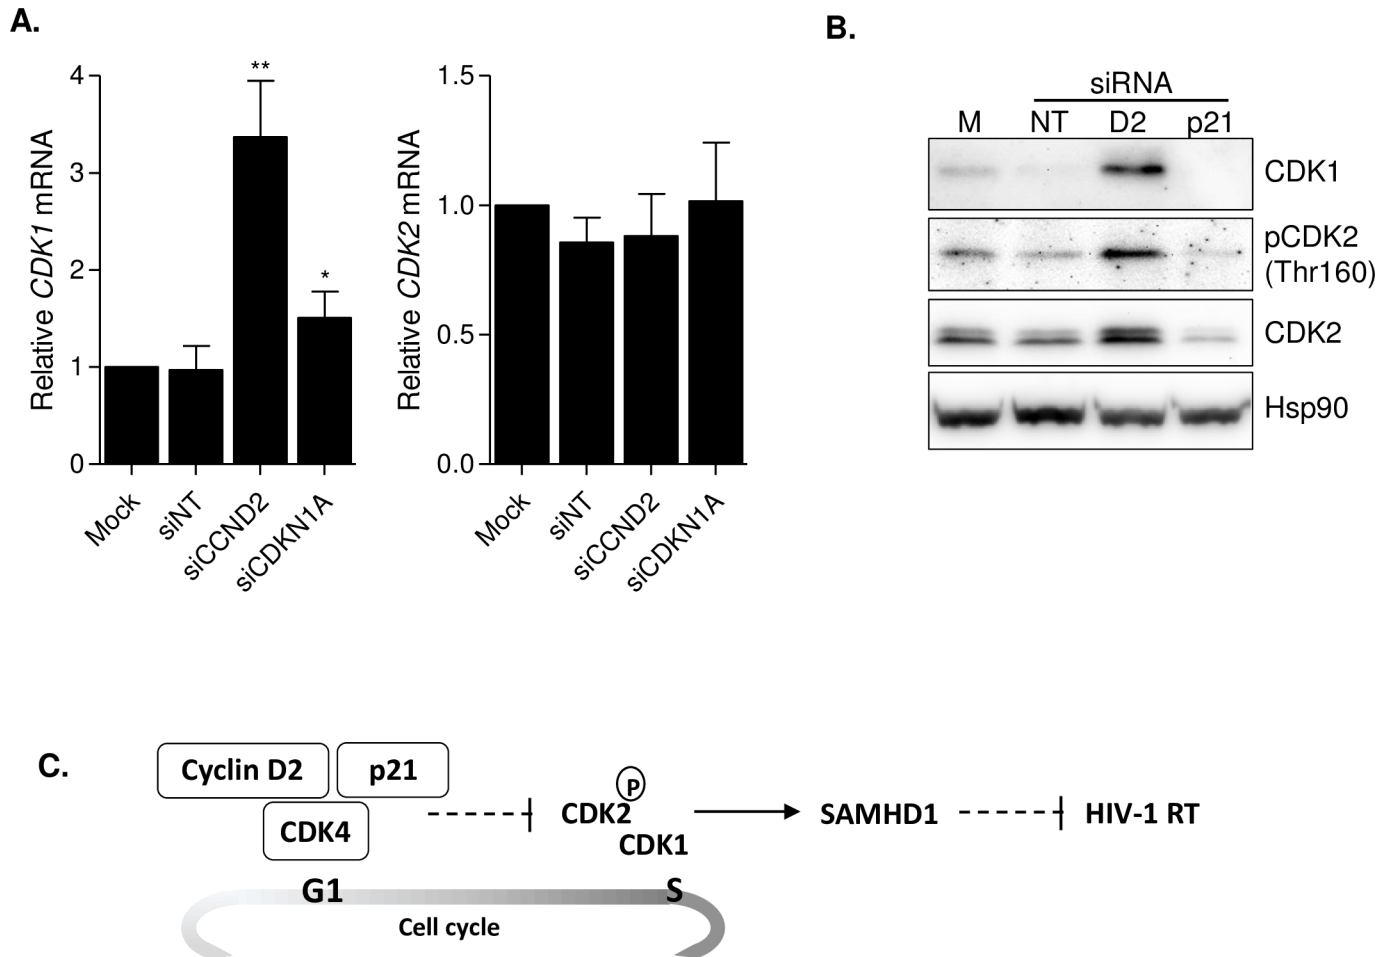 A.
Relative CDK1 mRNA
4
3
2
1
0
**
*
Mock
siNT
siCCND2
siCDKN1A
Relative CDK2 mRNA
1.5
1.0
0.5
0.0
Mock
siNT
siCCND2
siCDKN1A
B.
siRNA
M NT D2 p21
CDK1
pCDK2
(Thr160)
CDK2
Hsp90
C.
Cyclin D2 p21
CDK4
P
CDK2
CDK1
SAMHD1
HIV-1 RT
G1 S
Cell cycle